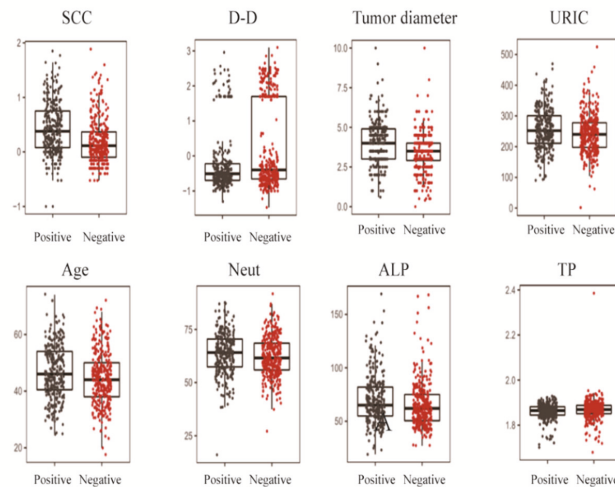 SCC D-D Tumor diameter URIC
2 1 0 −1
3 2 1 0 −1
10.0 7.5 5.0 2.5 0.0
500 400 300 200 100 0
Positive Negative Positive Negative Positive Negative Positive Negative
Age Neut ALP TP
60 40 20
75 50 25
150 100 50
2.4 2.2 2.0 1.8
Positive Negative Positive Negative Positive Negative Positive Negative